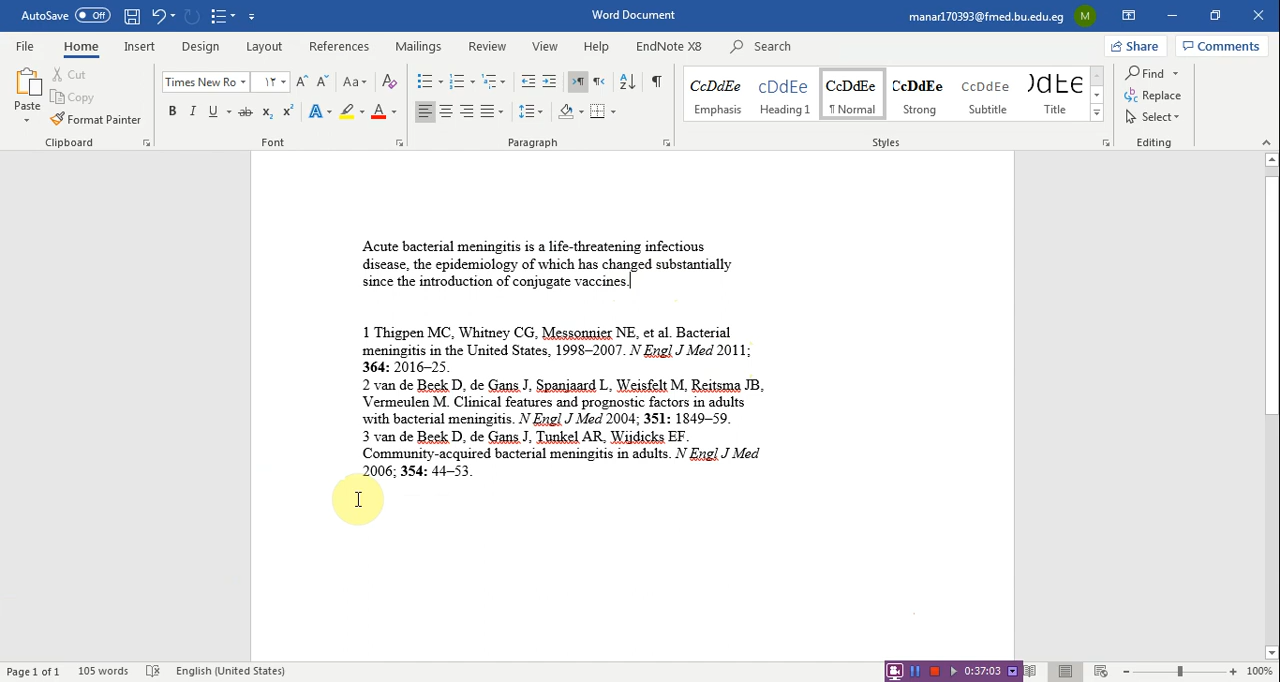 AutoSave Off Word Document manar170393@fmed.bu.edu.eg M
File Home Insert Design Layout References Mailings Review View Help EndNote X8 Search Share Comments
Paste
Cut
Copy
Format Painter
Clipboard
Times New Ro ١٢ A A Aa A
B I U ab x₂ x² A A
Font
Paragraph
CcDdEe CcDdEe CcDdEe CcDdEe CcDdEe DdEe
Emphasis Heading 1 ¶ Normal Strong Subtitle Title
Styles
Find
Replace
Select
Editing
Acute bacterial meningitis is a life-threatening infectious
disease, the epidemiology of which has changed substantially
since the introduction of conjugate vaccines.
1 Thigpen MC, Whitney CG, Messonnier NE, et al. Bacterial
meningitis in the United States, 1998–2007. N Engl J Med 2011;
364: 2016–25.
2 van de Beek D, de Gans J, Spanjaard L, Weisfelt M, Reitsma JB,
Vermeulen M. Clinical features and prognostic factors in adults
with bacterial meningitis. N Engl J Med 2004; 351: 1849–59.
3 van de Beek D, de Gans J, Tunkel AR, Wijdicks EF.
Community-acquired bacterial meningitis in adults. N Engl J Med
2006; 354: 44–53.
Page 1 of 1 105 words English (United States) 0:37:03 100%